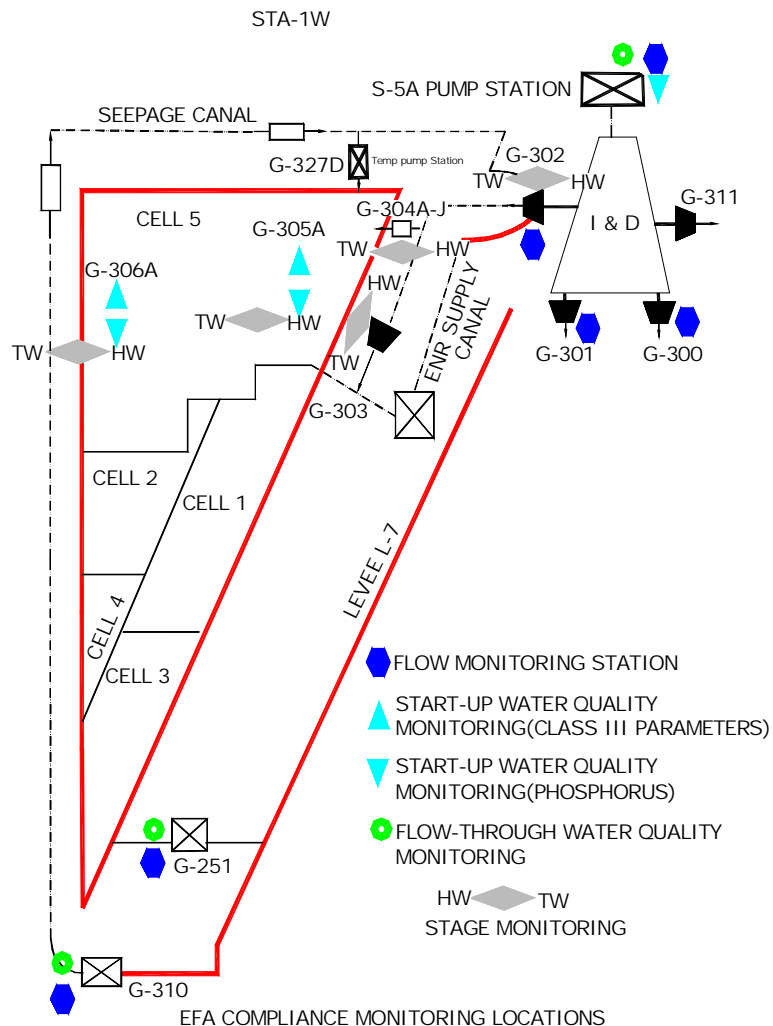 STA-1W
S-5A PUMP STATION
SEEPAGE CANAL
G-327D
Temp pump Station
G-302
TW
HW
G-311
CELL 5
G-304A-J
I & D
G-305A
TW
HW
G-306A
HW
ENR SUPPLY
CANAL
TW
HW
TW
HW
TW
G-301
G-300
G-303
CELL 2
CELL 1
LEVEE L-7
CELL 4
CELL 3
FLOW MONITORING STATION
START-UP WATER QUALITY
MONITORING(CLASS III PARAMETERS)
START-UP WATER QUALITY
MONITORING(PHOSPHORUS)
FLOW-THROUGH WATER QUALITY
MONITORING
G-251
HW
TW
STAGE MONITORING
G-310
EFA COMPLIANCE MONITORING LOCATIONS